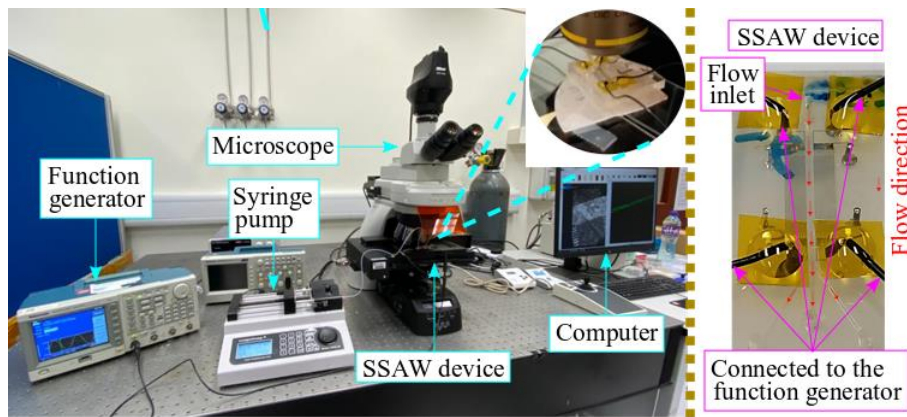 Microscope
Function
generator
Syringe
pump
SSAW device
Computer
SSAW device
Flow
inlet
Flow direction
Connected to the
function generator